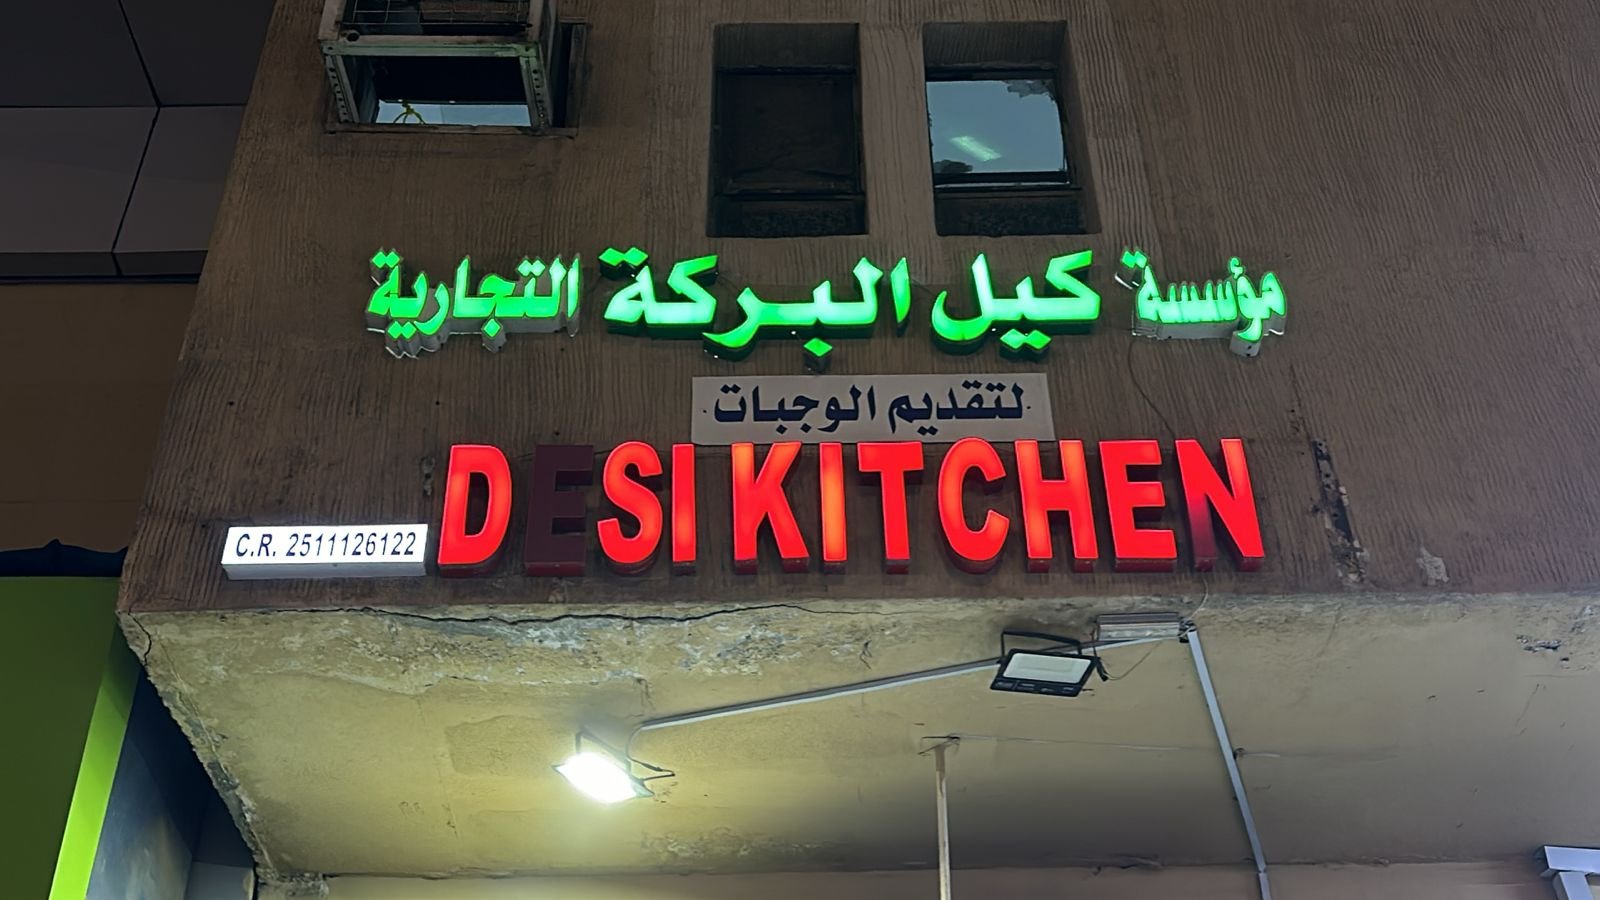 مؤسسة كيل البركة التجارية
لتقديم الوجبات
DESI KITCHEN
C.R. 2511126122